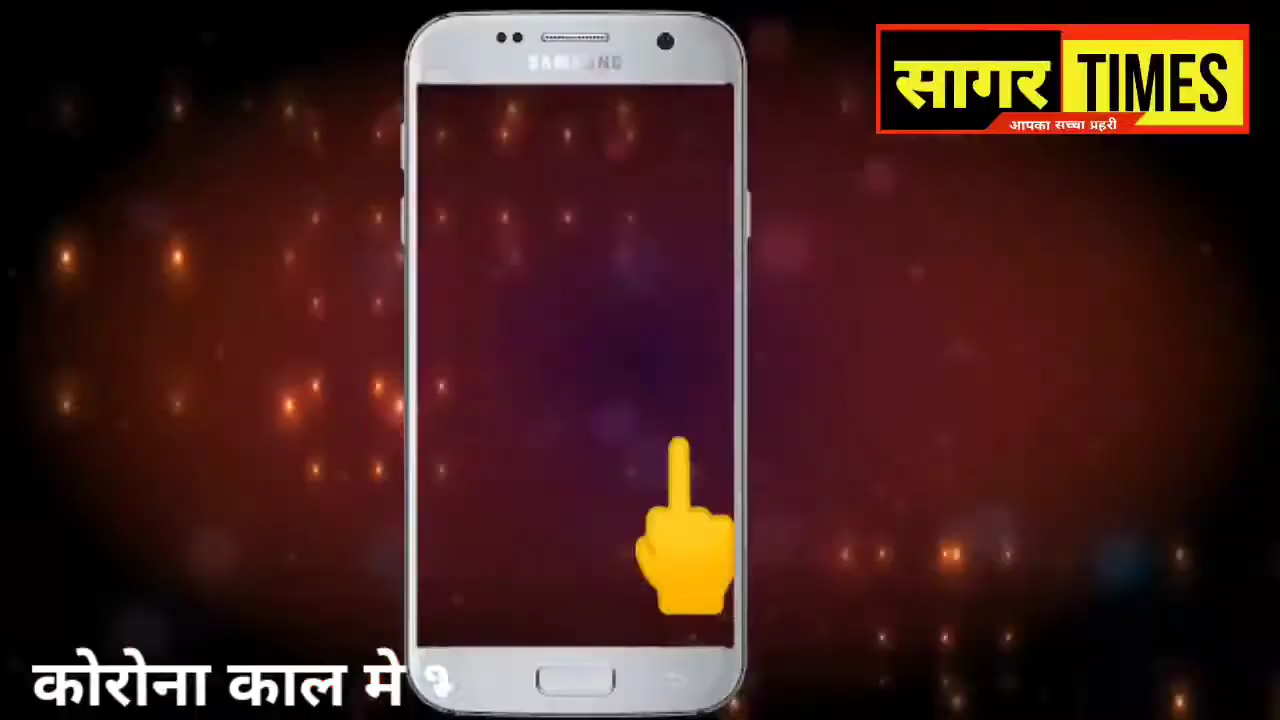 SAMSUNG
सागर TIMES
आपका सच्चा प्रहरी
कोरोना काल मे